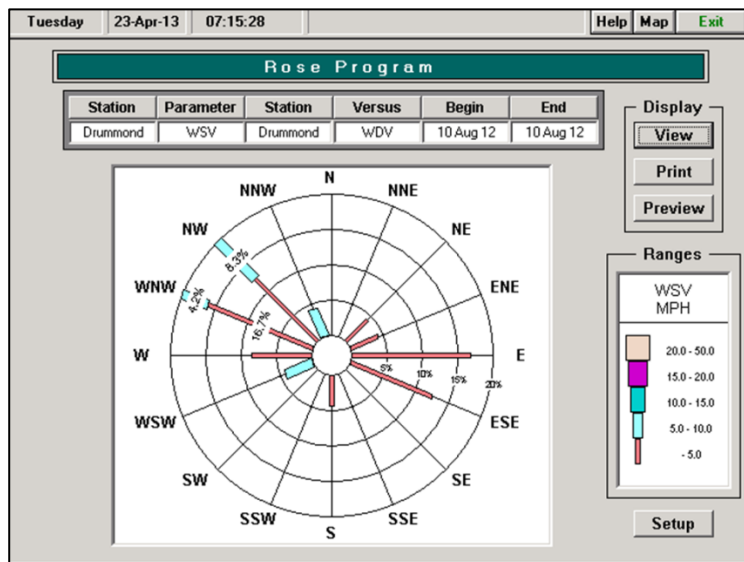 Tuesday 23-Apr-13 07:15:28 Help Map Exit
Rose Program
Station Parameter Station Versus Begin End
Drummond WSV Drummond WDV 10 Aug 12 10 Aug 12
Display
View
Print
Preview
N
NNW NNE
NW NE
8.3%
WNW ENE
4.2%
16.7%
W E
5% 10% 15% 20%
WSW ESE
SW SE
SSW SSE
S
Ranges
WSV
MPH
20.0 - 50.0
15.0 - 20.0
10.0 - 15.0
5.0 - 10.0
- 5.0
Setup